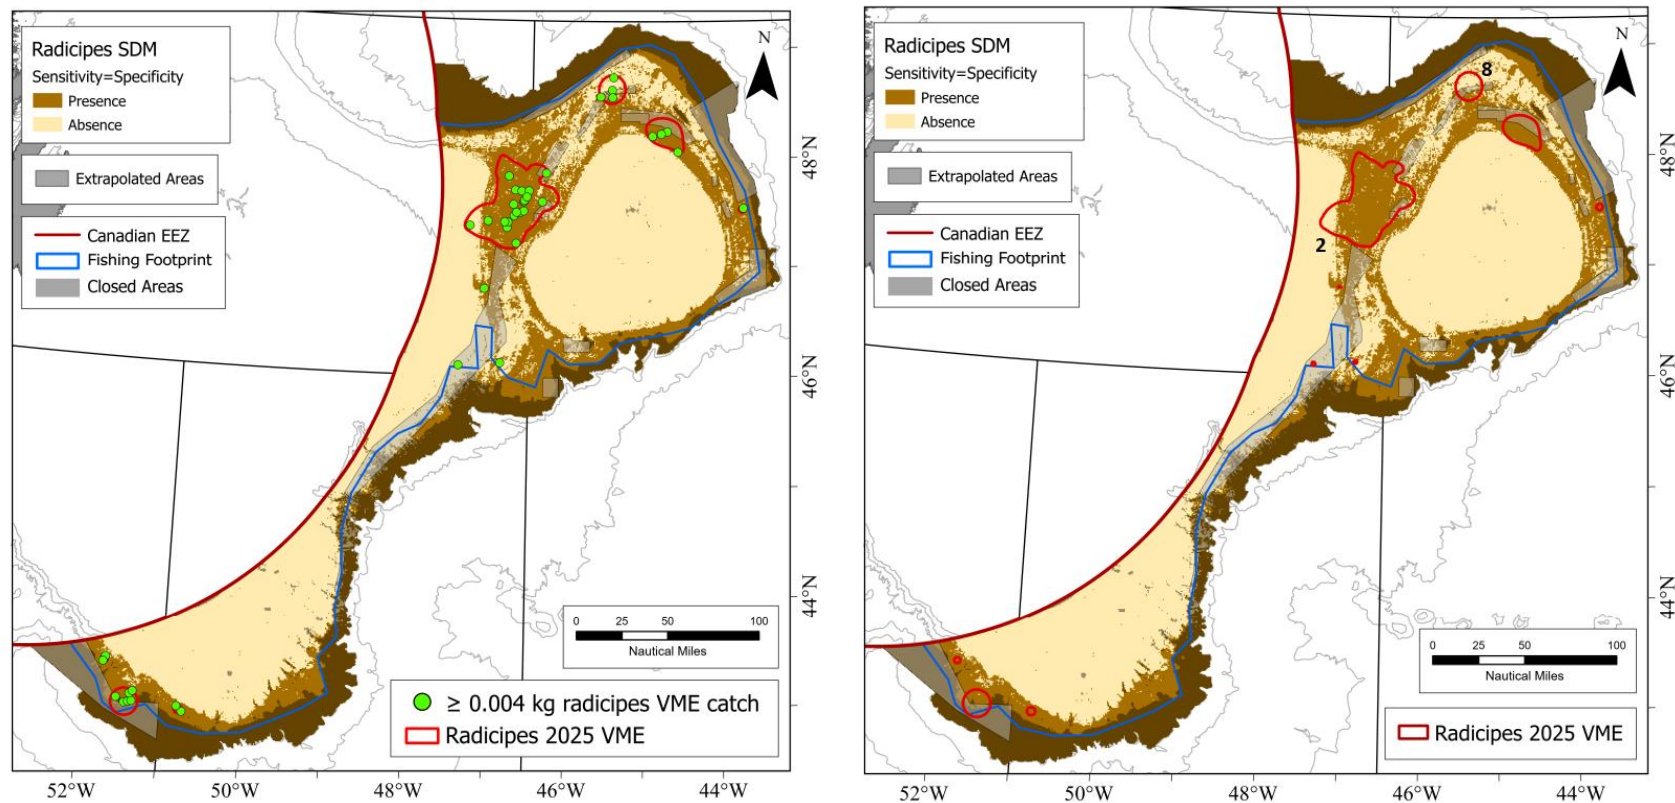 Radicipes SDM
Sensitivity=Specificity
Presence
Absence
Extrapolated Areas
Canadian EEZ
Fishing Footprint
Closed Areas
N
48°N
46°N
44°N
0 25 50 100
Nautical Miles
≥ 0.004 kg radicipes VME catch
Radicipes 2025 VME
52°W 50°W 48°W 46°W 44°W
Radicipes SDM
Sensitivity=Specificity
Presence
Absence
Extrapolated Areas
Canadian EEZ
Fishing Footprint
Closed Areas
N
8
2
48°N
46°N
44°N
0 25 50 100
Nautical Miles
Radicipes 2025 VME
52°W 50°W 48°W 46°W 44°W